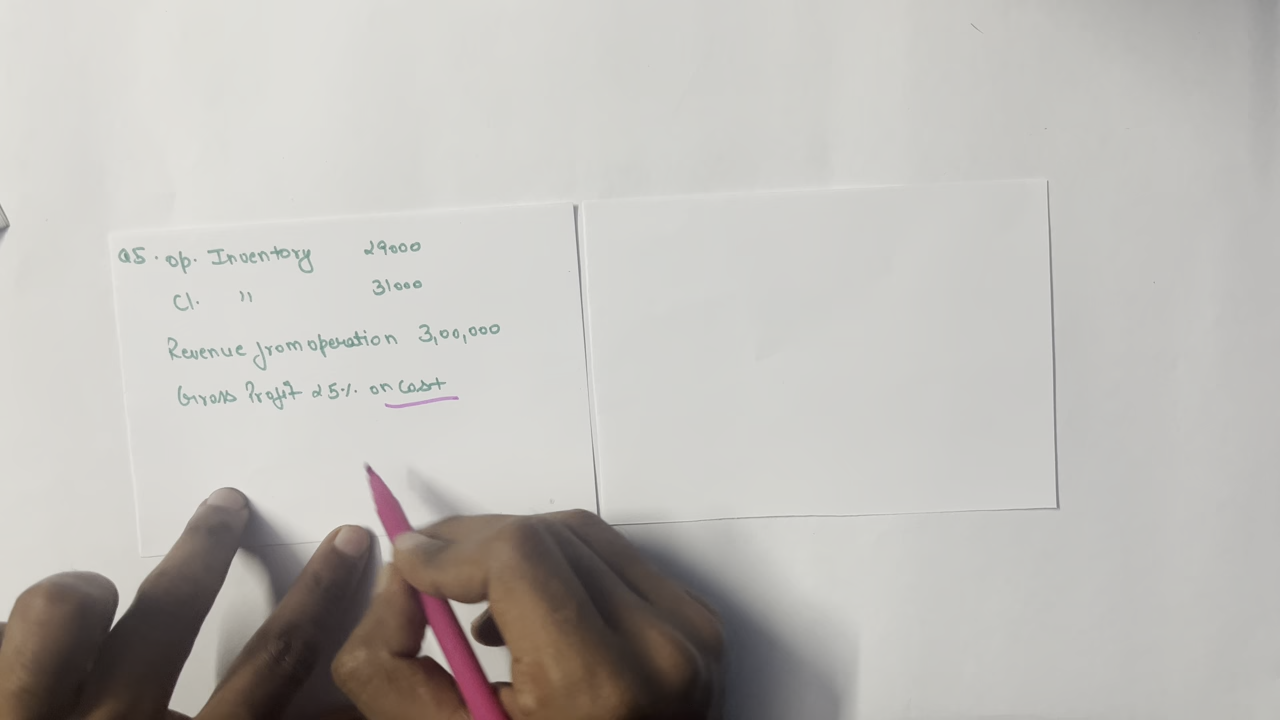 Q5. Op. Inventory 29000
Cl. " 31000
Revenue from operation 3,00,000
Gross Profit 25% on cost